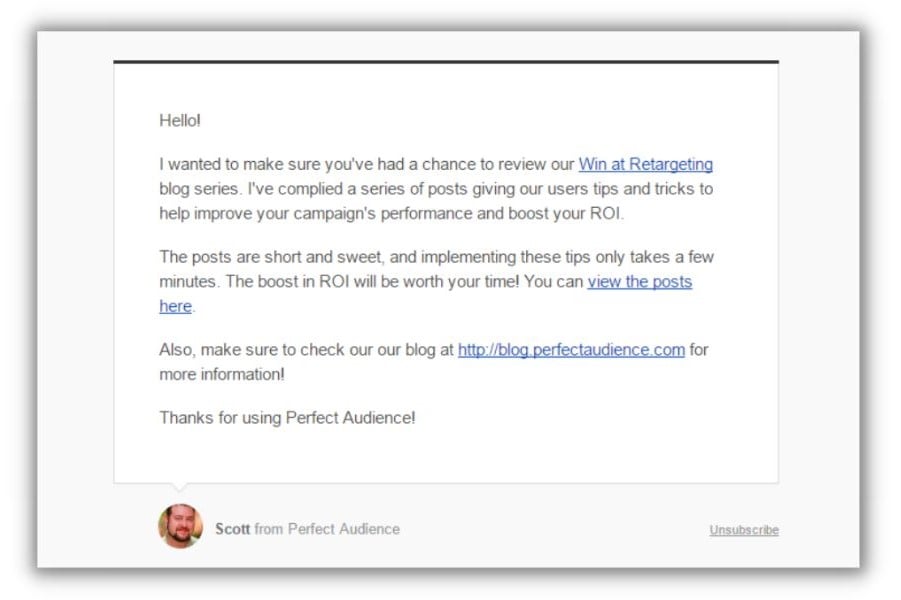 Hello!
I wanted to make sure you've had a chance to review our Win at Retargeting
blog series. I've complied a series of posts giving our users tips and tricks to
help improve your campaign's performance and boost your ROI.
The posts are short and sweet, and implementing these tips only takes a few
minutes. The boost in ROI will be worth your time! You can view the posts
here.
Also, make sure to check our our blog at http://blog.perfectaudience.com for
more information!
Thanks for using Perfect Audience!
Scott from Perfect Audience
Unsubscribe